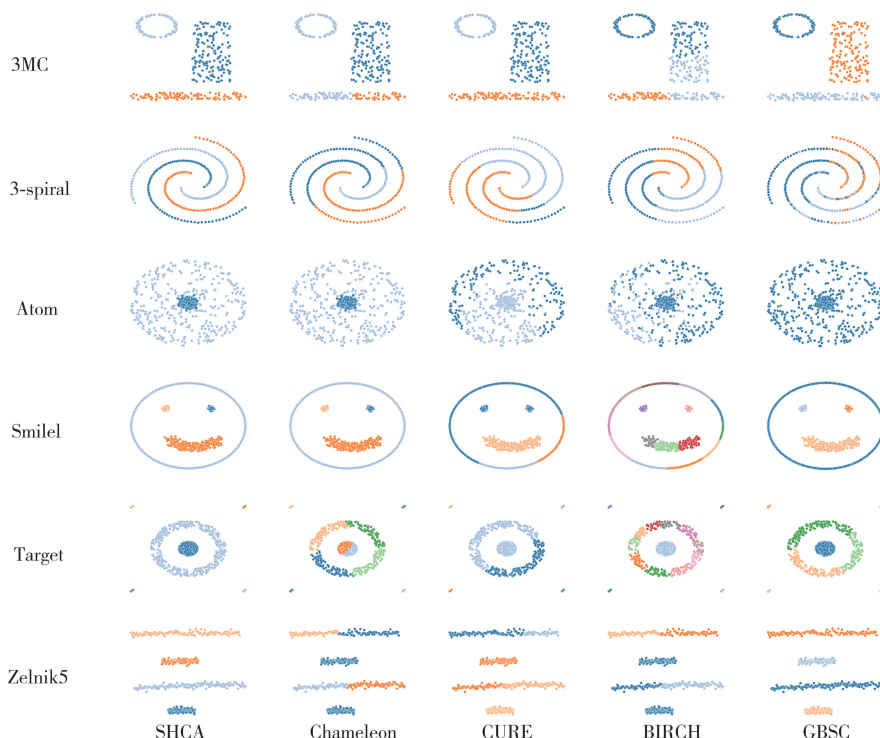 3MC
3-spiral
Atom
Smilel
Target
Zelnik5
SHCA Chameleon CURE BIRCH GBSC